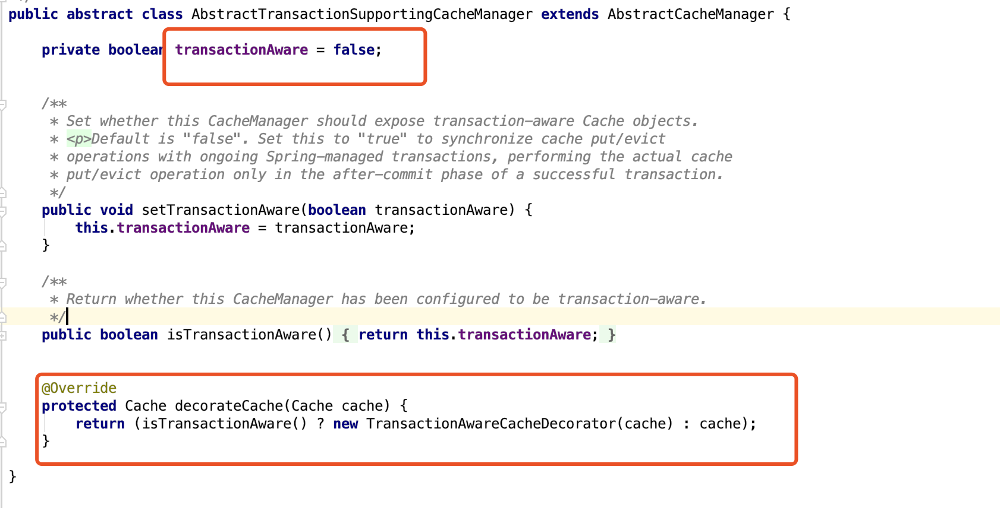 */
public abstract class AbstractTransactionSupportingCacheManager extends AbstractCacheManager {
private boolean transactionAware = false;
/**
* Set whether this CacheManager should expose transaction-aware Cache objects.
* <p>Default is "false". Set this to "true" to synchronize cache put/evict
* operations with ongoing Spring-managed transactions, performing the actual cache
* put/evict operation only in the after-commit phase of a successful transaction.
*/
public void setTransactionAware(boolean transactionAware) {
this.transactionAware = transactionAware;
}
/**
* Return whether this CacheManager has been configured to be transaction-aware.
*/
public boolean isTransactionAware() { return this.transactionAware; }
@Override
protected Cache decorateCache(Cache cache) {
return (isTransactionAware() ? new TransactionAwareCacheDecorator(cache) : cache);
}
}